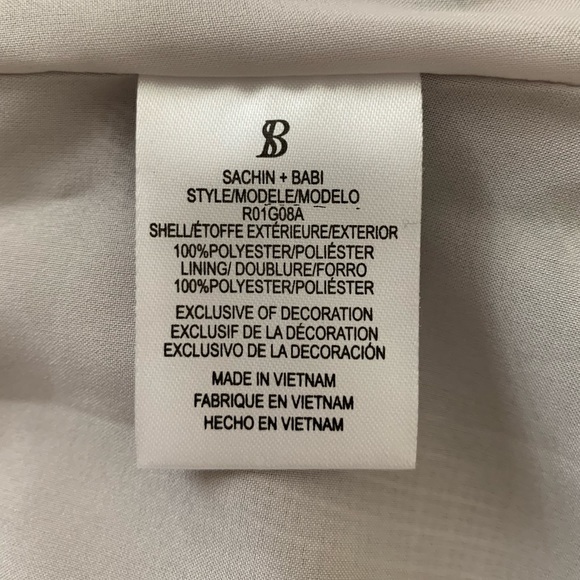 SB
SACHIN + BABI
STYLE/MODELE/MODELO
R01G08A
SHELL/ÉTOFFE EXTÉRIEURE/EXTERIOR
100%POLYESTER/POLIÉSTER
LINING/ DOUBLURE/FORRO
100%POLYESTER/POLIÉSTER
EXCLUSIVE OF DECORATION
EXCLUSIF DE LA DÉCORATION
EXCLUSIVO DE LA DECORACIÓN
MADE IN VIETNAM
FABRIQUE EN VIETNAM
HECHO EN VIETNAM